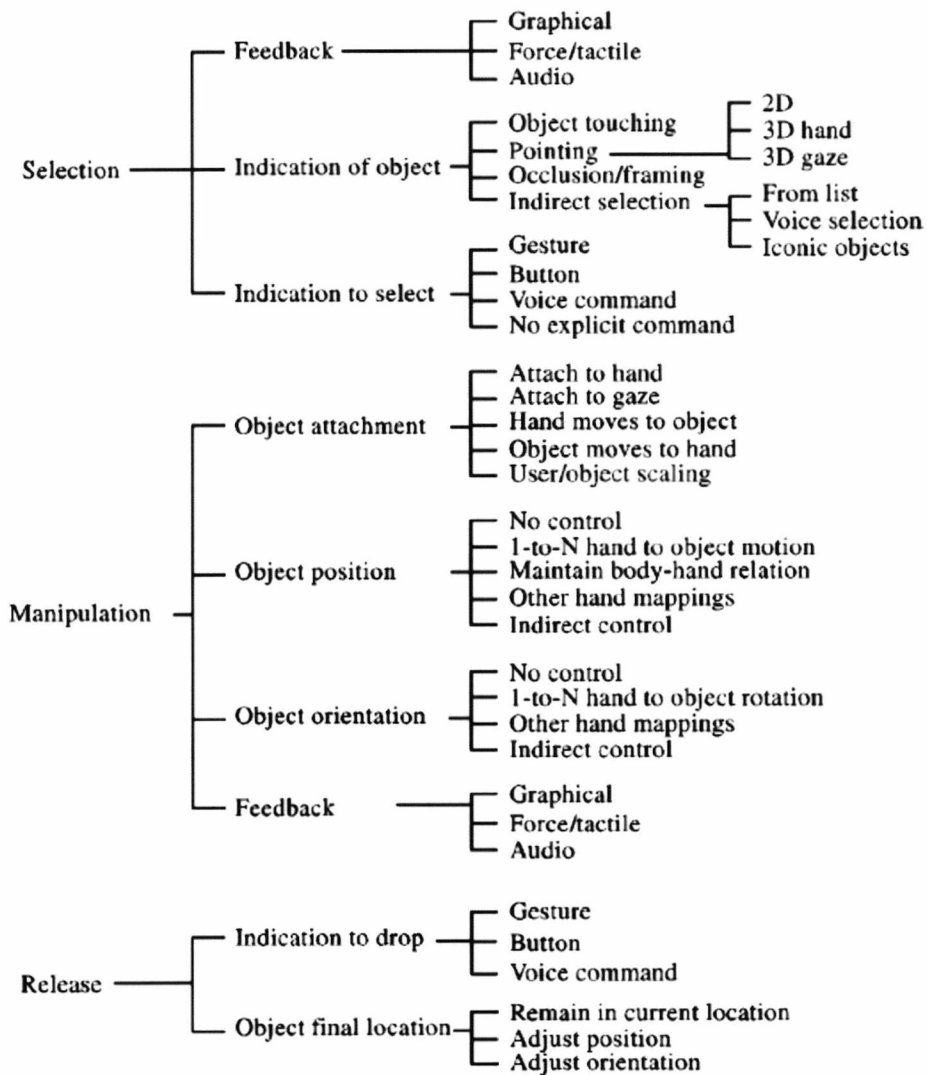 Selection
Feedback
Graphical
Force/tactile
Audio
Indication of object
Object touching
Pointing
2D
3D hand
3D gaze
Occlusion/framing
Indirect selection
From list
Voice selection
Iconic objects
Indication to select
Gesture
Button
Voice command
No explicit command
Manipulation
Object attachment
Attach to hand
Attach to gaze
Hand moves to object
Object moves to hand
User/object scaling
Object position
No control
1-to-N hand to object motion
Maintain body-hand relation
Other hand mappings
Indirect control
Object orientation
No control
1-to-N hand to object rotation
Other hand mappings
Indirect control
Feedback
Graphical
Force/tactile
Audio
Release
Indication to drop
Gesture
Button
Voice command
Object final location
Remain in current location
Adjust position
Adjust orientation